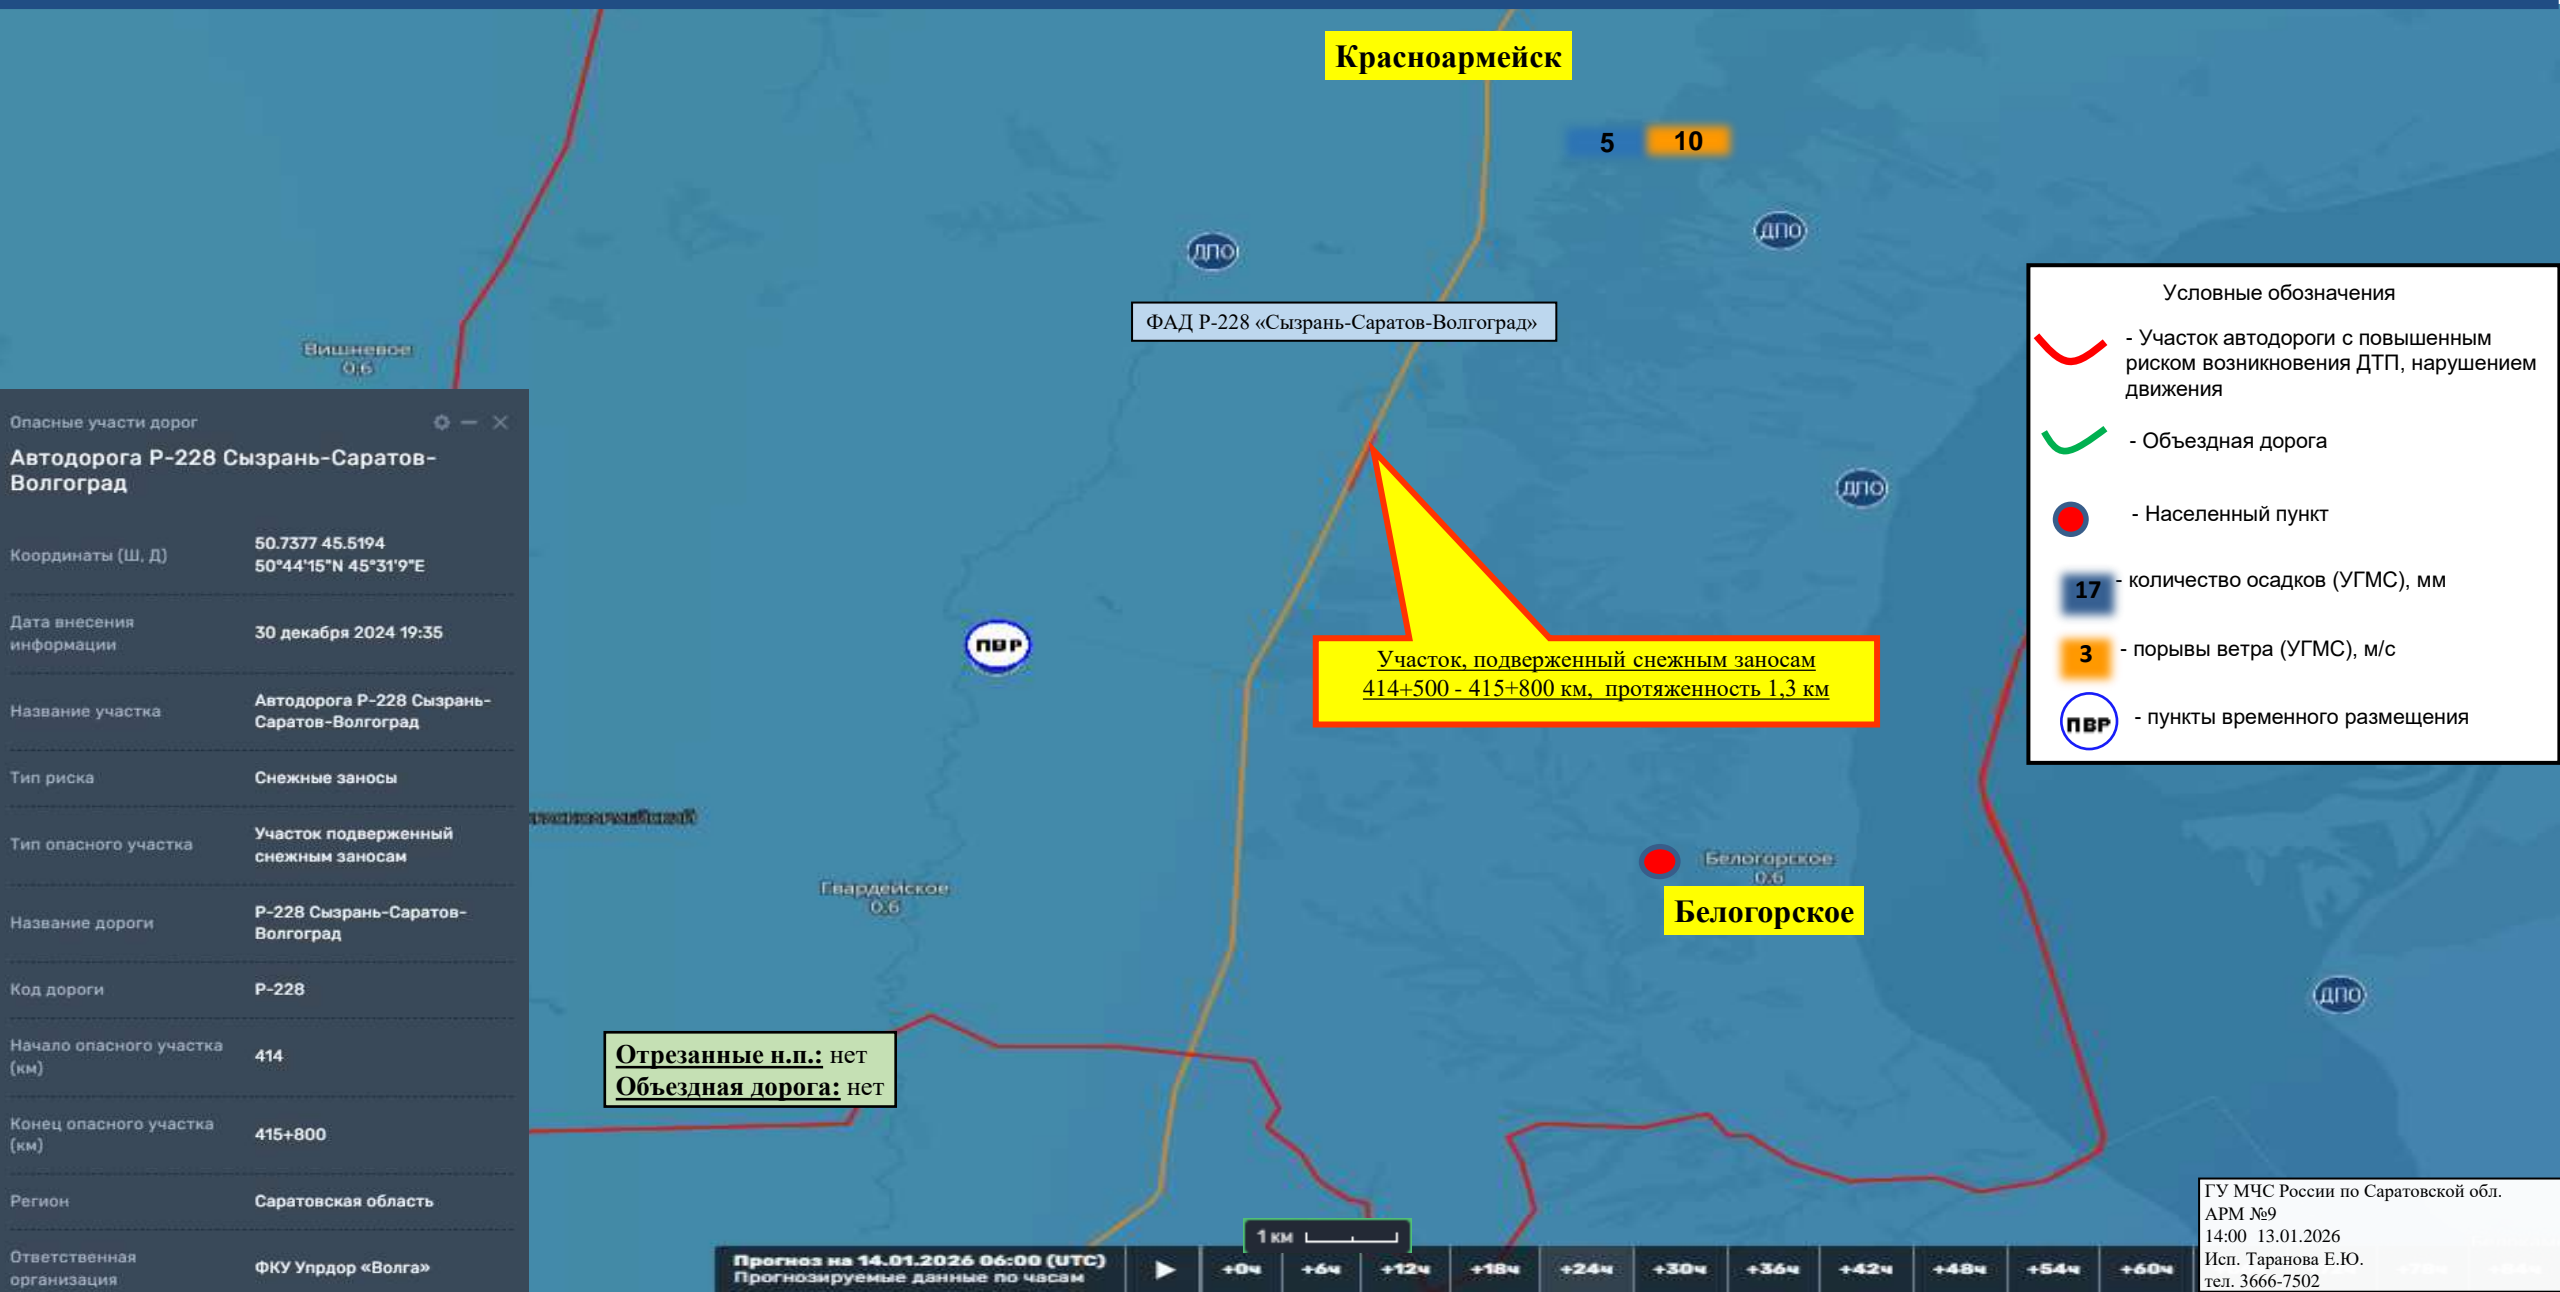 Красноармейск
5 10
ДПО
ДПО
ФАД Р-228 «Сызрань-Саратов-Волгоград»
Вишневое
0.6
Условные обозначения
- Участок автодороги с повышенным
риском возникновения ДТП, нарушением
движения
- Объездная дорога
- Населенный пункт
17 - количество осадков (УГМС), мм
3 - порывы ветра (УГМС), м/с
ПВР - пункты временного размещения
Опасные участи дорог
Автодорога Р-228 Сызрань-Саратов-
Волгоград
Координаты (Ш, Д)
50.7377 45.5194
50°44'15"N 45°31'9"E
Дата внесения
информации
30 декабря 2024 19:35
Название участка
Автодорога Р-228 Сызрань-
Саратов-Волгоград
Тип риска
Снежные заносы
Тип опасного участка
Участок подверженный
снежным заносам
Название дороги
Р-228 Сызрань-Саратов-
Волгоград
Код дороги
Р-228
Начало опасного участка
(км)
414
Конец опасного участка
(км)
415+800
Регион
Саратовская область
Ответственная
организация
ФКУ Упрдор «Волга»
ДПО
ПВР
Участок, подверженный снежным заносам
414+500 - 415+800 км, протяженность 1,3 км
Гвардейское
0.6
Белогорское
0.6
Белогорское
ДПО
Отрезанные н.п.: нет
Объездная дорога: нет
1 км
Прогноз на 14.01.2026 06:00 (UTC)
Прогнозируемые данные по часам
+0ч +6ч +12ч +18ч +24ч +30ч +36ч +42ч +48ч +54ч +60ч
ГУ МЧС России по Саратовской обл.
АРМ №9
14:00 13.01.2026
Исп. Таранова Е.Ю.
тел. 3666-7502